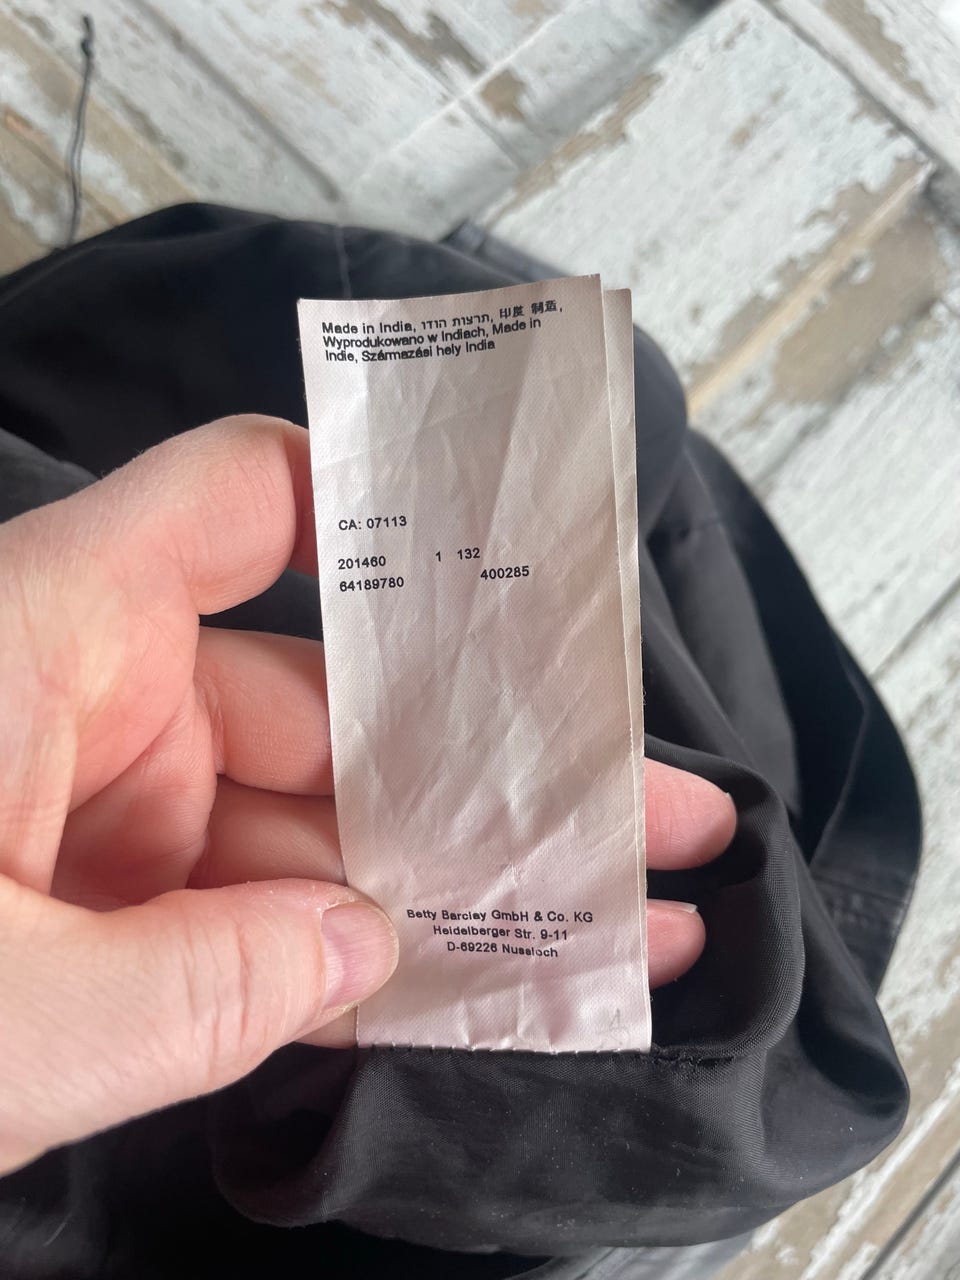 Made in India, תרצות הודו, 印度 制造,
Wyprodukowano w Indiach, Made in
Indie, Származási hely India
CA: 07113
201460 1 132
64189780 400285
Betty Barclay GmbH & Co. KG
Heidelberger Str. 9-11
D-69226 Nussloch